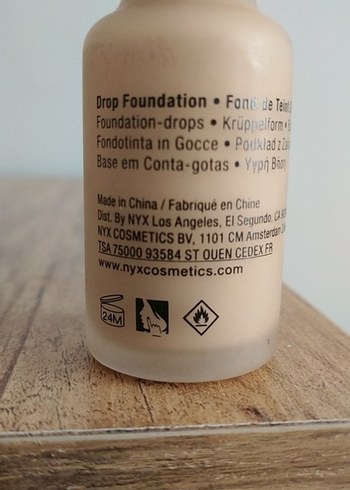 Drop Foundation • Fond de Teint
Foundation-drops • Krüppelform •
Fondotinta in Gocce • Podkład z
Base em Conta-gotas • Υγρή
Made in China / Fabriqué en Chine
Dist. By NYX Los Angeles, El Segundo, CA
NYX COSMETICS BV, 1101 CM Amsterdam
TSA 75000 93584 ST OUEN CEDEX FR
www.nyxcosmetics.com
24M